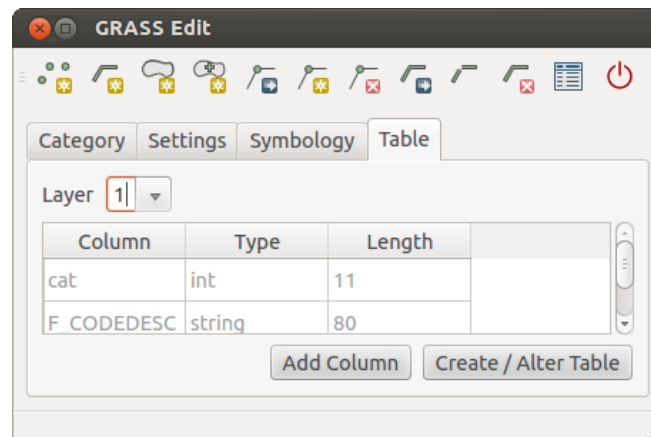 GRASS Edit
Category Settings Symbology Table
Layer 1
Column Type Length
cat int 11
F_CODEDESC string 80
Add Column Create / Alter Table